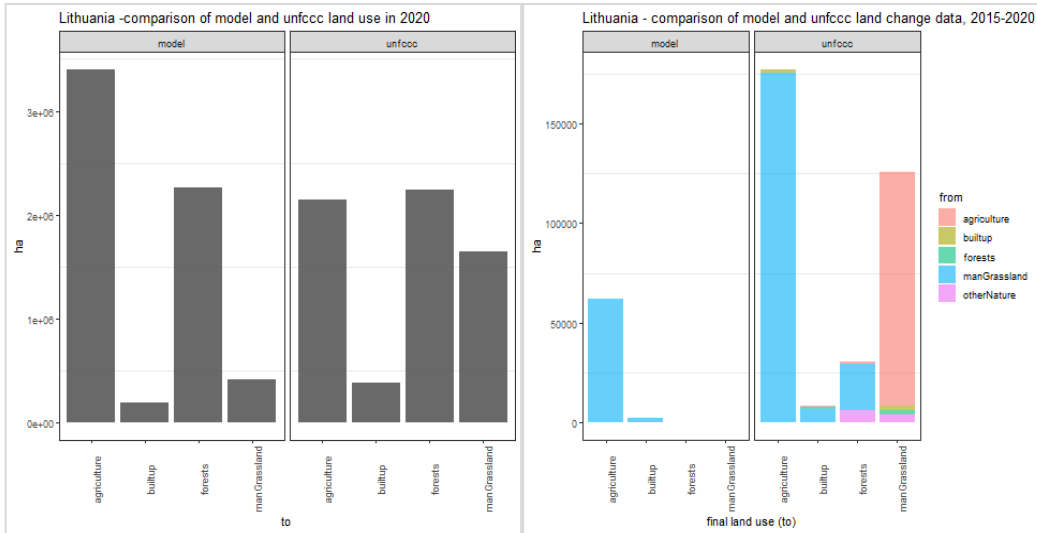 Lithuania -comparison of model and unfccc land use in 2020
model
unfccc
3e+06
2e+06
1e+06
0e+00
ha
agriculture
builtup
forests
manGrassland
agriculture
builtup
forests
manGrassland
to
Lithuania - comparison of model and unfccc land change data, 2015-2020
model
unfccc
150000
100000
50000
0
ha
agriculture
builtup
forests
manGrassland
agriculture
builtup
forests
manGrassland
final land use (to)
from
agriculture
builtup
forests
manGrassland
otherNature